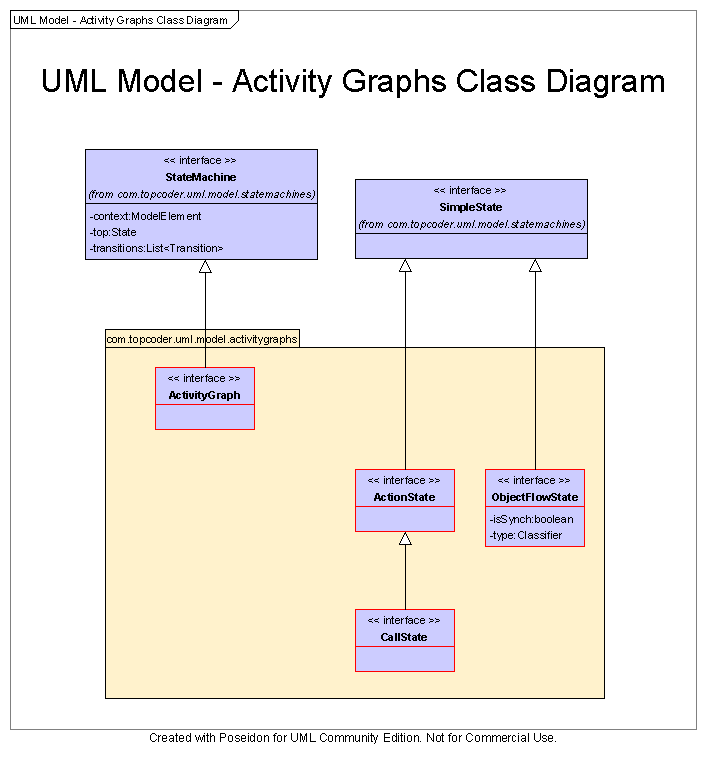 UML Model - Activity Graphs Class Diagram
UML Model - Activity Graphs Class Diagram
<< interface >>
StateMachine
(from com.topcoder.uml.model.statemachines)
-context:ModelElement
-top:State
-transitions:List<Transition>
<< interface >>
SimpleState
(from com.topcoder.uml.model.statemachines)
com.topcoder.uml.model.activitygraphs
<< interface >>
ActivityGraph
<< interface >>
ActionState
<< interface >>
ObjectFlowState
-isSynch:boolean
-type:Classifier
<< interface >>
CallState
Created with Poseidon for UML Community Edition. Not for Commercial Use.